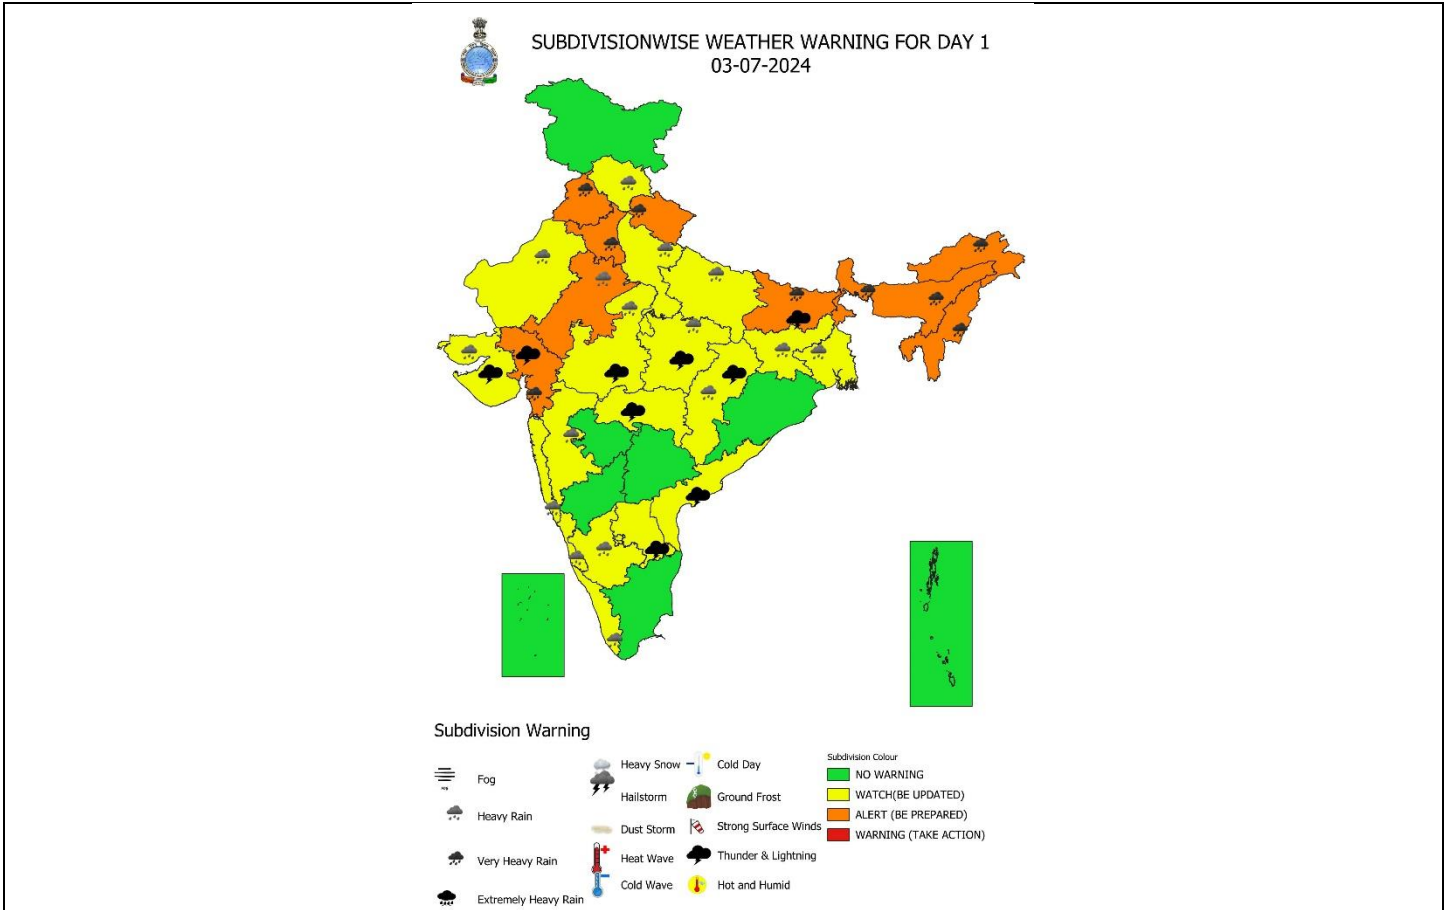 SUBDIVISIONWISE WEATHER WARNING FOR DAY 1
03-07-2024
Subdivision Warning
Fog
Heavy Rain
Very Heavy Rain
Extremely Heavy Rain
Heavy Snow
Hailstorm
Dust Storm
Heat Wave
Cold Wave
Cold Day
Ground Frost
Strong Surface Winds
Thunder & Lightning
Hot and Humid
Subdivision Colour
NO WARNING
WATCH(BE UPDATED)
ALERT (BE PREPARED)
WARNING (TAKE ACTION)